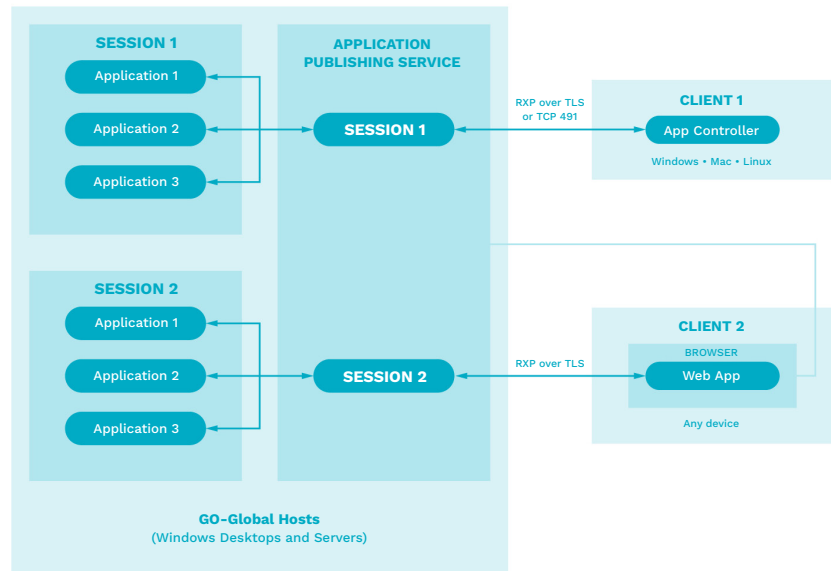 SESSION 1
Application 1
Application 2
Application 3
APPLICATION
PUBLISHING SERVICE
SESSION 1
RXP over TLS
or TCP 491
CLIENT 1
App Controller
Windows • Mac • Linux
SESSION 2
Application 1
Application 2
Application 3
SESSION 2
RXP over TLS
CLIENT 2
BROWSER
Web App
Any device
GO-Global Hosts
(Windows Desktops and Servers)